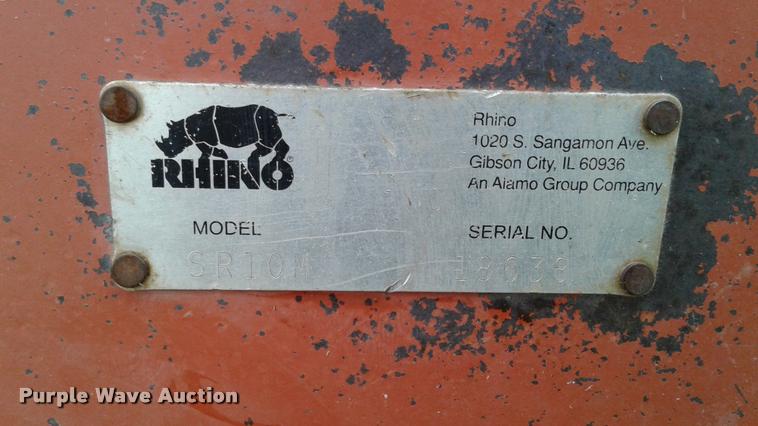 RHINO®
Rhino
1020 S. Sangamon Ave.
Gibson City, IL 60936
An Alamo Group Company
MODEL
SERIAL NO.
SR10M
18638
Purple Wave Auction